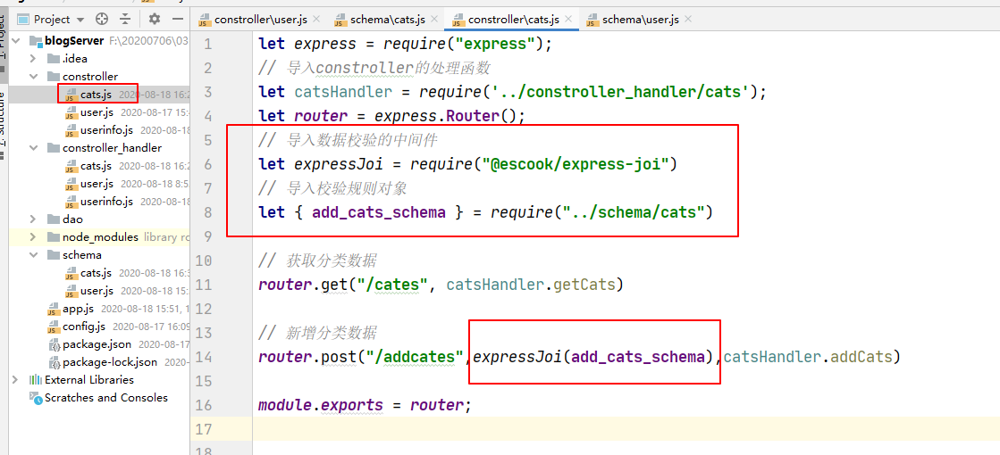 Project
constroller\user.js
schema\cats.js
constroller\cats.js
schema\user.js
blogServer F:\20200706\03
.idea
constroller
cats.js 2020-08-18 16:2
user.js 2020-08-17 15:
userinfo.js 2020-08-18
constroller_handler
cats.js 2020-08-18 16:2
user.js 2020-08-18 8:5
userinfo.js 2020-08-18
dao
node_modules library ro
schema
cats.js 2020-08-18 16:3
user.js 2020-08-18 15:
app.js 2020-08-18 15:51, 1
config.js 2020-08-17 16:09
package.json 2020-08-17
package-lock.json 2020-08
External Libraries
Scratches and Consoles
1 let express = require("express");
2 // 导入constroller的处理函数
3 let catsHandler = require('../constroller_handler/cats');
4 let router = express.Router();
5 // 导入数据校验的中间件
6 let expressJoi = require("@escook/express-joi")
7 // 导入校验规则对象
8 let { add_cats_schema } = require("../schema/cats")
9
10 // 获取分类数据
11 router.get("/cates", catsHandler.getCats)
12
13 // 新增分类数据
14 router.post("/addcates",expressJoi(add_cats_schema),catsHandler.addCats)
15
16 module.exports = router;
17
18